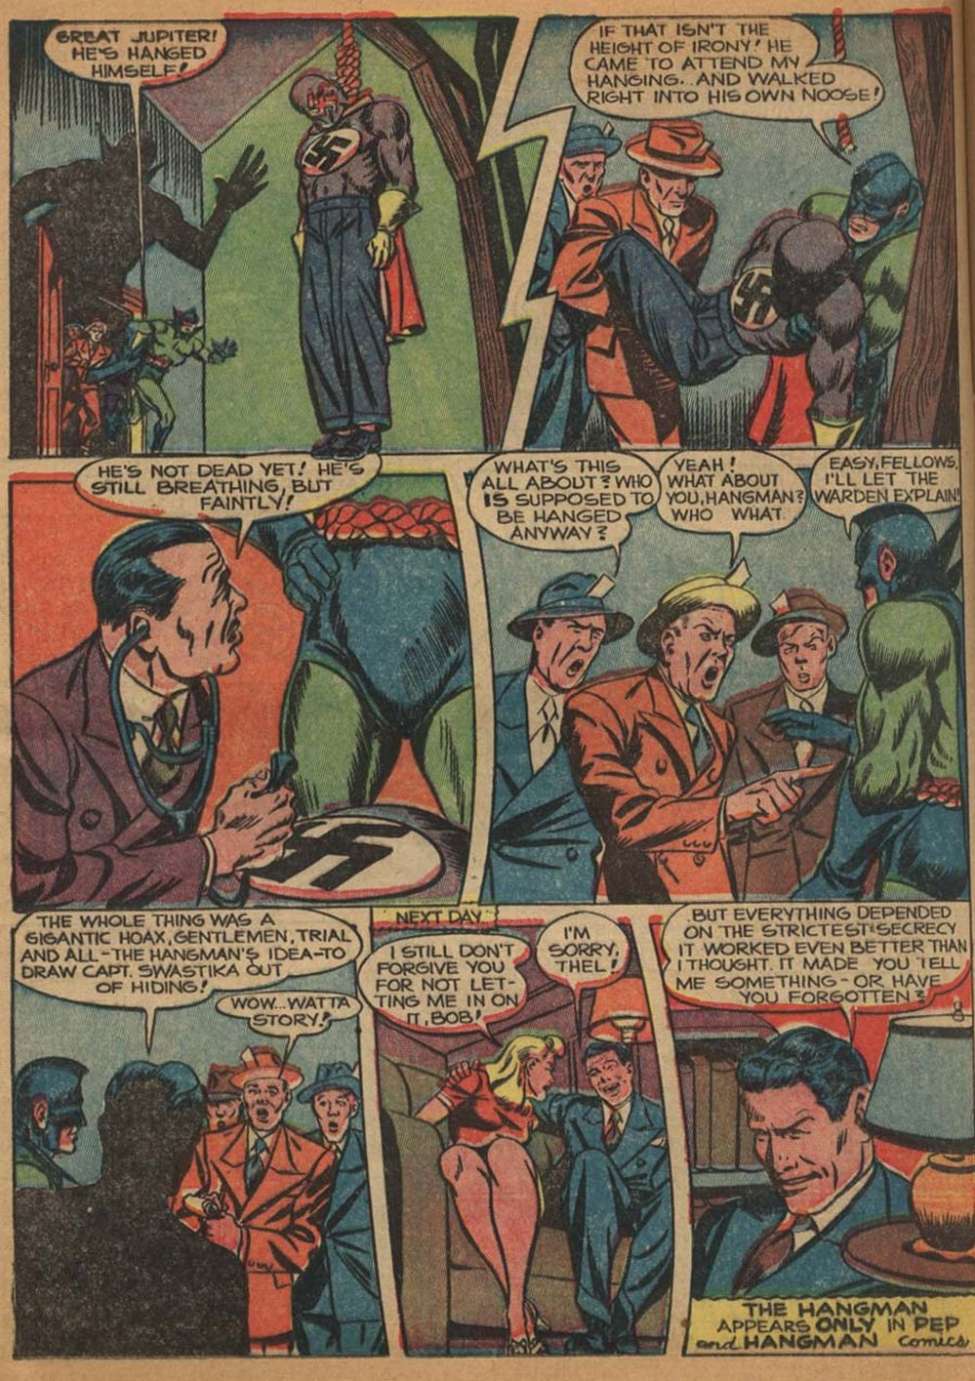 GREAT JUPITER!
HE'S HANGED
HIMSELF!
IF THAT ISN'T THE
HEIGHT OF IRONY! HE
CAME TO ATTEND MY
HANGING.. AND WALKED
RIGHT INTO HIS OWN NOOSE!
HE'S NOT DEAD YET! HE'S
STILL BREATHING, BUT
FAINTLY!
WHAT'S THIS
ALL ABOUT? WHO
IS SUPPOSED TO
BE HANGED
ANYWAY?
YEAH!
WHAT ABOUT
YOU, HANGMAN?
WHO WHAT
EASY, FELLOWS,
I'LL LET THE
WARDEN EXPLAIN!
THE WHOLE THING WAS A
GIGANTIC HOAX, GENTLEMEN, TRIAL
AND ALL-THE HANGMAN'S IDEA-TO
DRAW CAPT. SWASTIKA OUT
OF HIDING!
WOW...WATTA
STORY!
NEXT DAY
I STILL DON'T
FORGIVE YOU
FOR NOT LET-
TING ME IN ON
IT, BOB!
I'M
SORRY,
THEL!
BUT EVERYTHING DEPENDED
ON THE STRICTEST SECRECY
IT WORKED EVEN BETTER THAN
I THOUGHT. IT MADE YOU TELL
ME SOMETHING - OR HAVE
YOU FORGOTTEN?
8
THE HANGMAN
APPEARS ONLY IN PEP
and HANGMAN Comics.